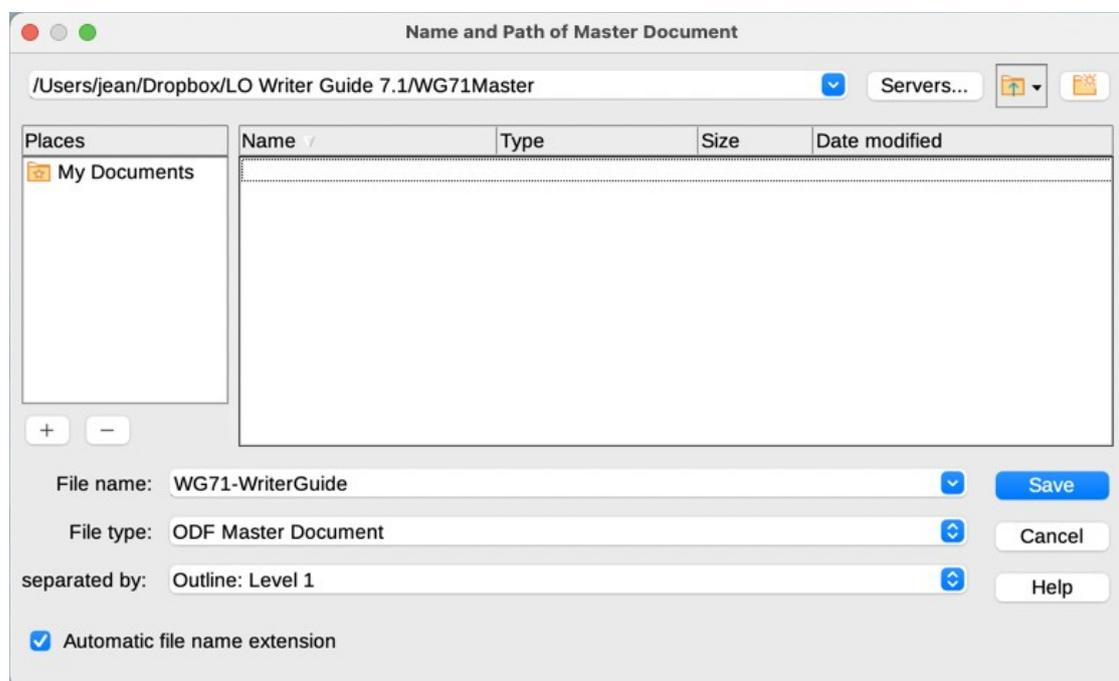 Name and Path of Master Document
/Users/jean/Dropbox/LO Writer Guide 7.1/WG71Master
Servers...
Places
Name Type Size Date modified
My Documents
File name: WG71-WriterGuide
Save
File type: ODF Master Document
Cancel
separated by: Outline: Level 1
Help
Automatic file name extension